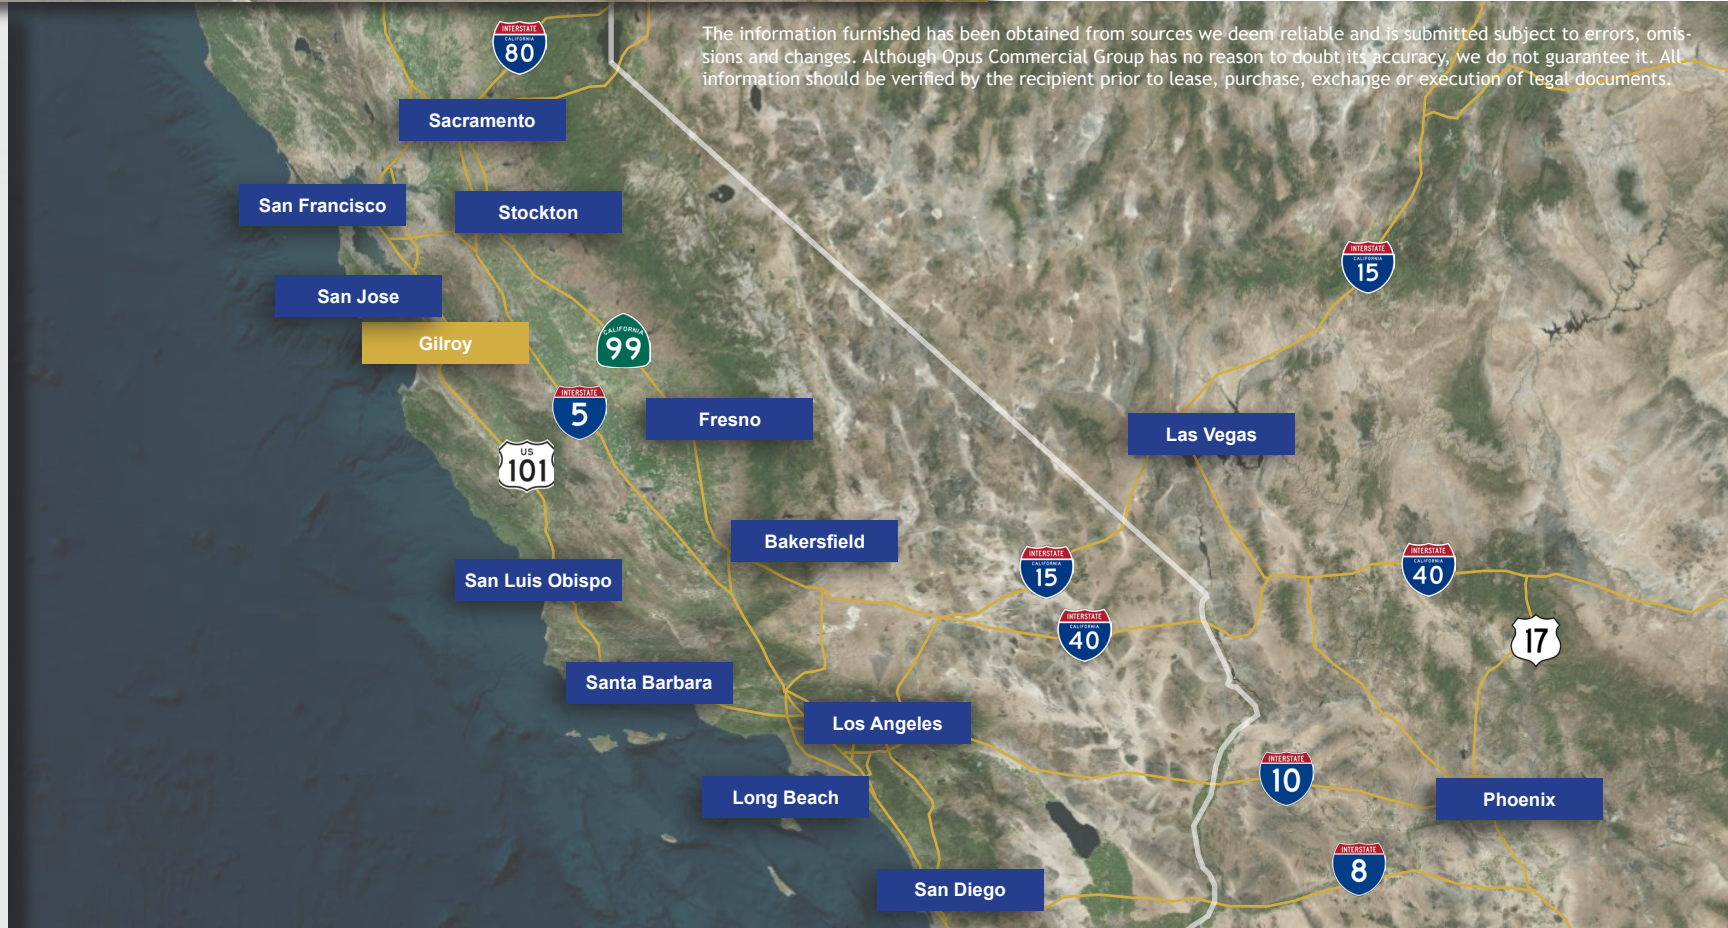 The information furnished has been obtained from sources we deem reliable and is submitted subject to errors, omis-
sions and changes. Although Opus Commercial Group has no reason to doubt its accuracy, we do not guarantee it. All
information should be verified by the recipient prior to lease, purchase, exchange or execution of legal documents.
INTERSTATE
CALIFORNIA
80
Sacramento
San Francisco
Stockton
INTERSTATE
CALIFORNIA
15
San Jose
Gilroy
CALIFORNIA
99
INTERSTATE
5
Fresno
Las Vegas
US
101
Bakersfield
INTERSTATE
CALIFORNIA
15
INTERSTATE
CALIFORNIA
40
San Luis Obispo
INTERSTATE
CALIFORNIA
40
17
Santa Barbara
Los Angeles
INTERSTATE
10
Long Beach
Phoenix
INTERSTATE
8
San Diego